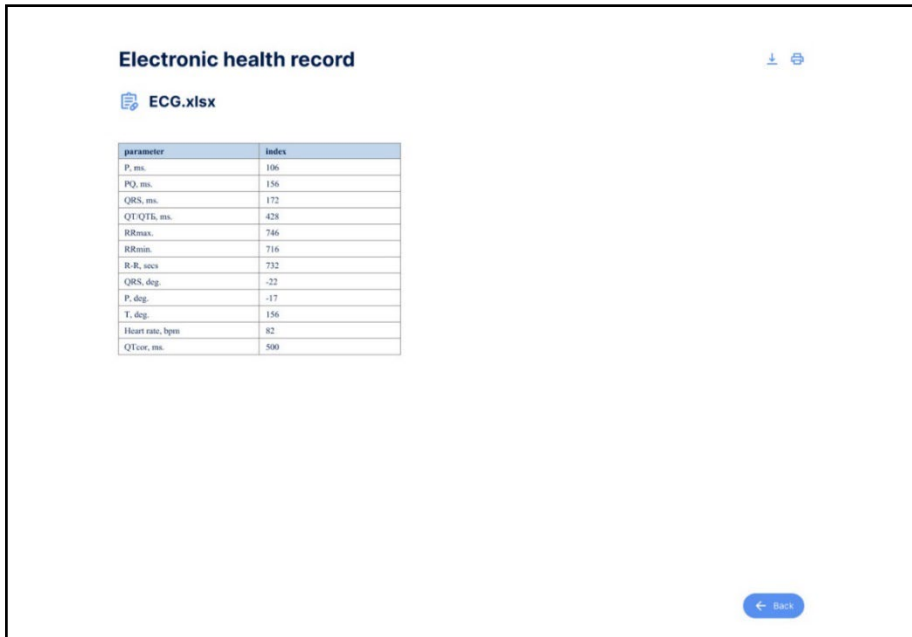 Electronic health record
ECG.xlsx
parameter index
P, ms. 106
PQ, ms. 156
QRS, ms. 172
QT/QTБ, ms. 428
RRmax. 746
RRmin. 716
R-R, secs 732
QRS, deg. -22
P, deg. -17
T, deg. 156
Heart rate, bpm 82
QTcor, ms. 500
Back